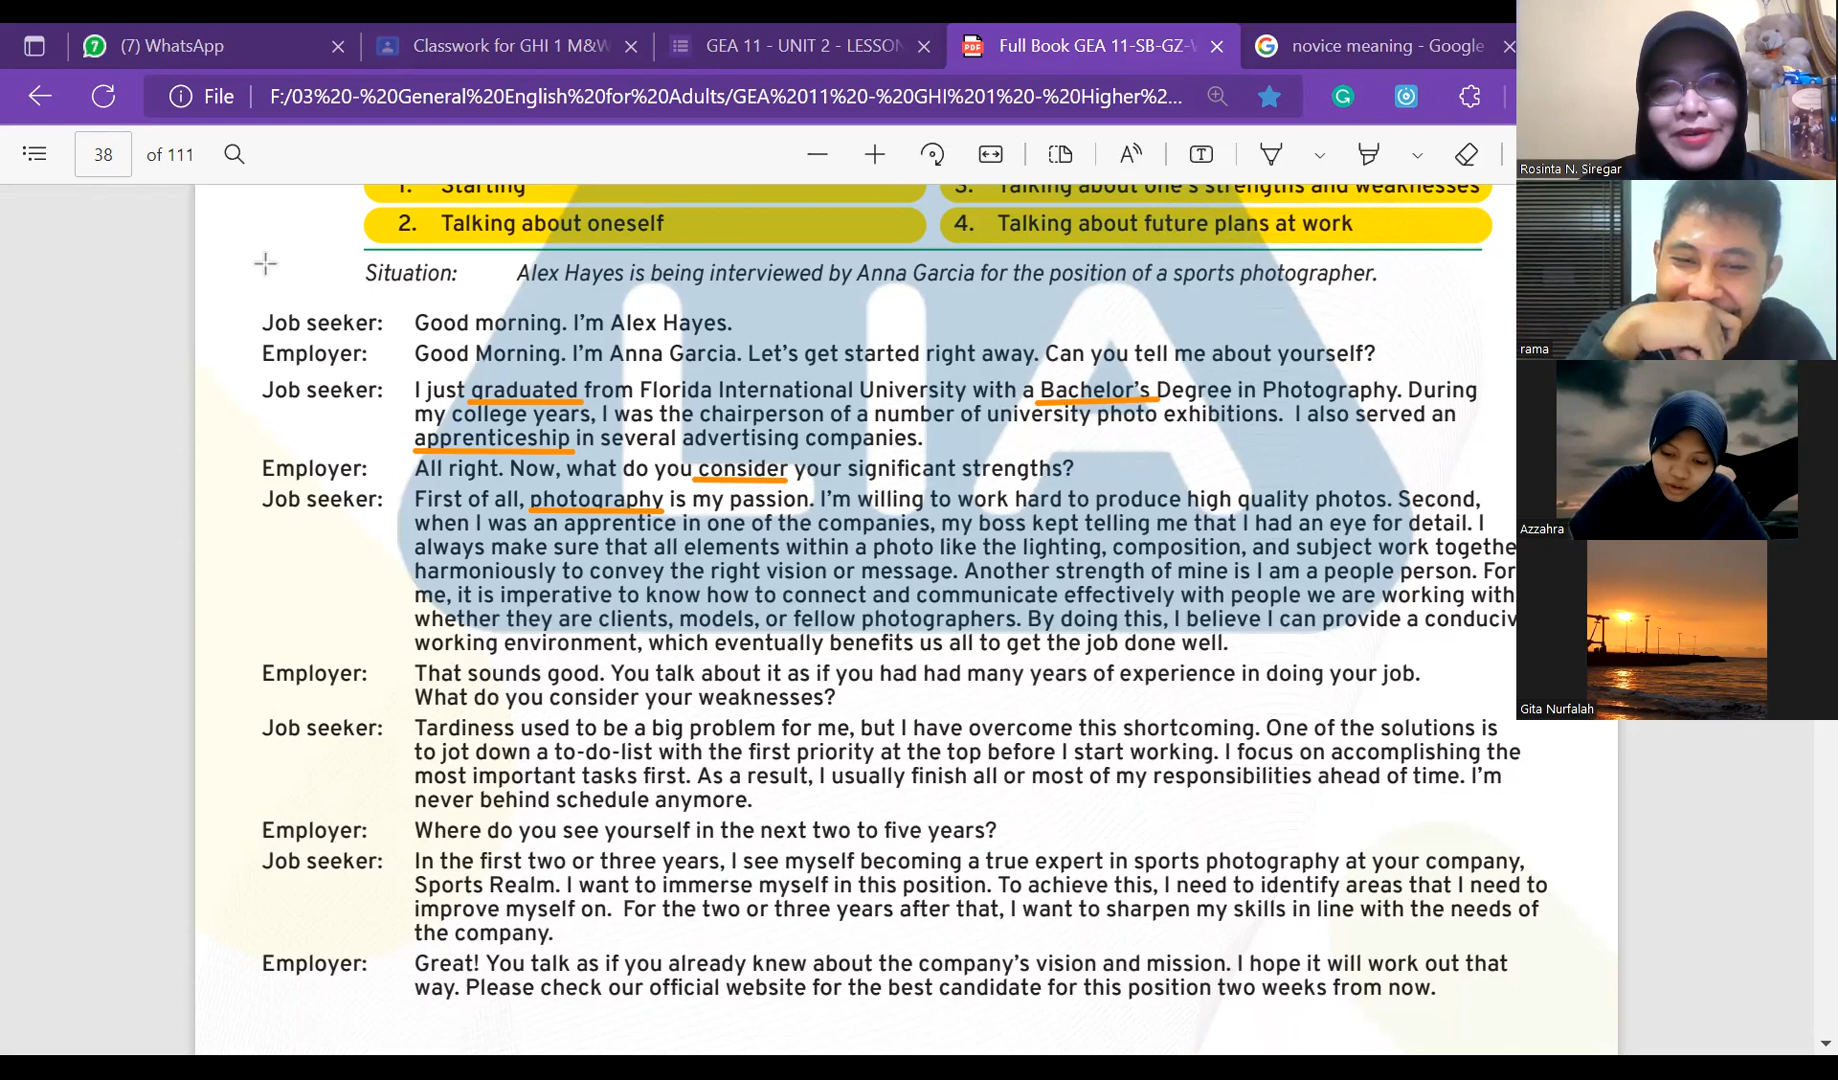 (7) WhatsApp
Classwork for GHI 1 M&W
GEA 11 - UNIT 2 - LESSON
Full Book GEA 11-SB-GZ-
novice meaning - Google
File
F:/03%20-%20General%20English%20for%20Adults/GEA%2011%20-%20GHI%201%20-%20Higher%2...
38
of 111
1. Starting
3. Talking about one's strengths and weaknesses
2. Talking about oneself
4. Talking about future plans at work
Situation: Alex Hayes is being interviewed by Anna Garcia for the position of a sports photographer.
Job seeker: Good morning. I'm Alex Hayes.
Employer: Good Morning. I'm Anna Garcia. Let's get started right away. Can you tell me about yourself?
Job seeker: I just graduated from Florida International University with a Bachelor's Degree in Photography. During
my college years, I was the chairperson of a number of university photo exhibitions. I also served an
apprenticeship in several advertising companies.
Employer: All right. Now, what do you consider your significant strengths?
Job seeker: First of all, photography is my passion. I'm willing to work hard to produce high quality photos. Second,
when I was an apprentice in one of the companies, my boss kept telling me that I had an eye for detail. I
always make sure that all elements within a photo like the lighting, composition, and subject work togethe
harmoniously to convey the right vision or message. Another strength of mine is I am a people person. For
me, it is imperative to know how to connect and communicate effectively with people we are working with
whether they are clients, models, or fellow photographers. By doing this, I believe I can provide a conduciv
working environment, which eventually benefits us all to get the job done well.
Employer: That sounds good. You talk about it as if you had had many years of experience in doing your job.
What do you consider your weaknesses?
Job seeker: Tardiness used to be a big problem for me, but I have overcome this shortcoming. One of the solutions is
to jot down a to-do-list with the first priority at the top before I start working. I focus on accomplishing the
most important tasks first. As a result, I usually finish all or most of my responsibilities ahead of time. I'm
never behind schedule anymore.
Employer: Where do you see yourself in the next two to five years?
Job seeker: In the first two or three years, I see myself becoming a true expert in sports photography at your company,
Sports Realm. I want to immerse myself in this position. To achieve this, I need to identify areas that I need to
improve myself on. For the two or three years after that, I want to sharpen my skills in line with the needs of
the company.
Employer: Great! You talk as if you already knew about the company's vision and mission. I hope it will work out that
way. Please check our official website for the best candidate for this position two weeks from now.
LIA
Rosinta N. Siregar
rama
Azzahra
Gita Nurfalah